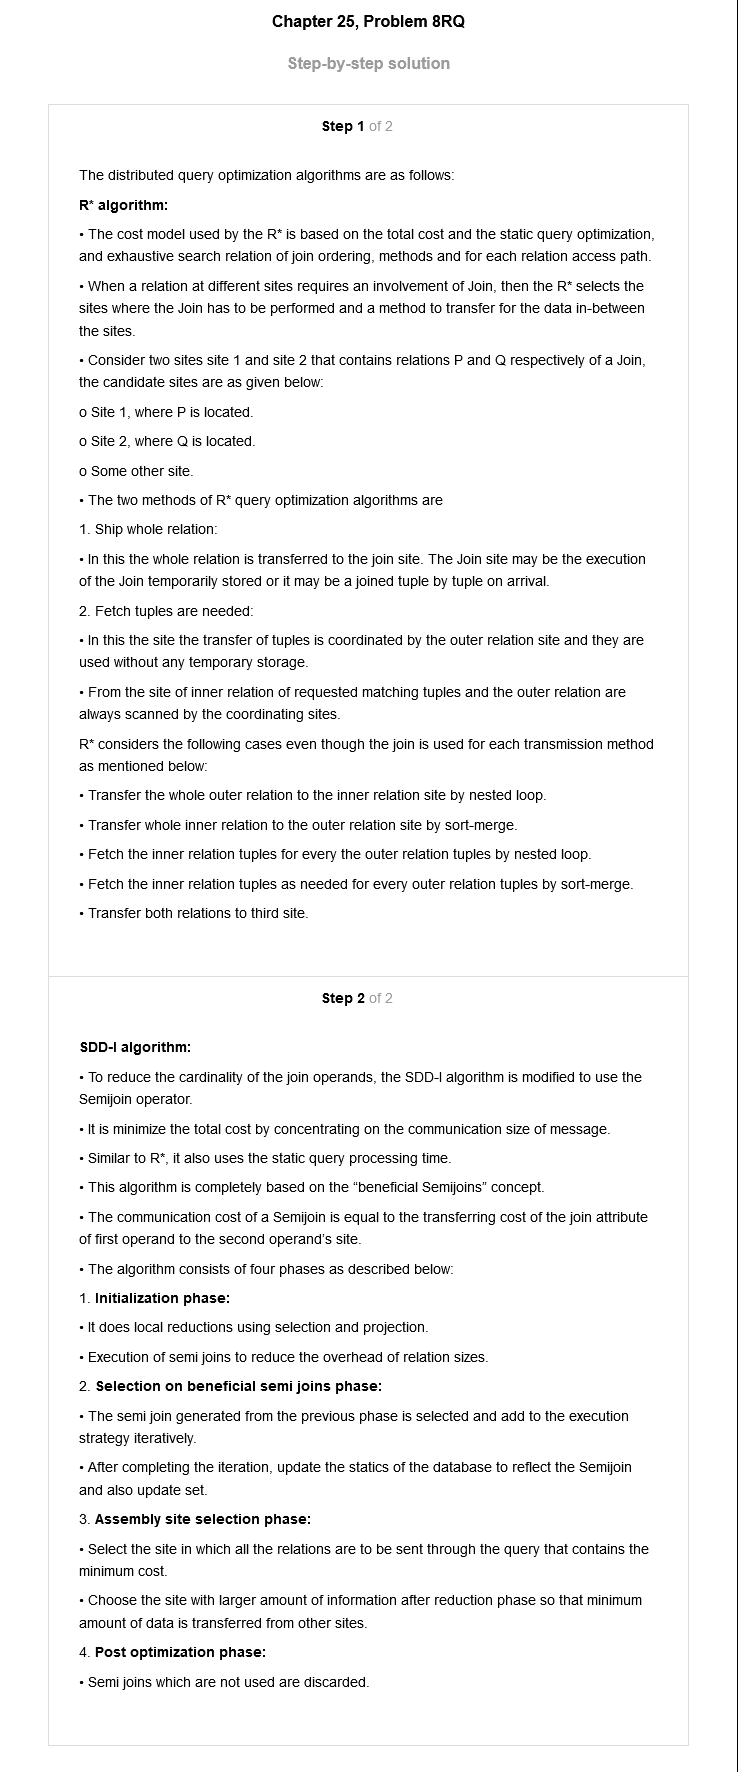 Chapter 25, Problem 8RQ
Step-by-step solution
Step 1 of 2
The distributed query optimization algorithms are as follows:
R* algorithm:
• The cost model used by the R* is based on the total cost and the static query optimization,
and exhaustive search relation of join ordering, methods and for each relation access path.
• When a relation at different sites requires an involvement of Join, then the R* selects the
sites where the Join has to be performed and a method to transfer for the data in-between
the sites.
• Consider two sites site 1 and site 2 that contains relations P and Q respectively of a Join,
the candidate sites are as given below:
o Site 1, where P is located.
o Site 2, where Q is located.
o Some other site.
• The two methods of R* query optimization algorithms are
1. Ship whole relation:
• In this the whole relation is transferred to the join site. The Join site may be the execution
of the Join temporarily stored or it may be a joined tuple by tuple on arrival.
2. Fetch tuples are needed:
• In this the site the transfer of tuples is coordinated by the outer relation site and they are
used without any temporary storage.
• From the site of inner relation of requested matching tuples and the outer relation are
always scanned by the coordinating sites.
R* considers the following cases even though the join is used for each transmission method
as mentioned below:
• Transfer the whole outer relation to the inner relation site by nested loop.
• Transfer whole inner relation to the outer relation site by sort-merge.
• Fetch the inner relation tuples for every the outer relation tuples by nested loop.
• Fetch the inner relation tuples as needed for every outer relation tuples by sort-merge.
• Transfer both relations to third site.
Step 2 of 2
SDD-I algorithm:
• To reduce the cardinality of the join operands, the SDD-I algorithm is modified to use the
Semijoin operator.
• It is minimize the total cost by concentrating on the communication size of message.
• Similar to R*, it also uses the static query processing time.
• This algorithm is completely based on the “beneficial Semijoins” concept.
• The communication cost of a Semijoin is equal to the transferring cost of the join attribute
of first operand to the second operand’s site.
• The algorithm consists of four phases as described below:
1. Initialization phase:
• It does local reductions using selection and projection.
• Execution of semi joins to reduce the overhead of relation sizes.
2. Selection on beneficial semi joins phase:
• The semi join generated from the previous phase is selected and add to the execution
strategy iteratively.
• After completing the iteration, update the statics of the database to reflect the Semijoin
and also update set.
3. Assembly site selection phase:
• Select the site in which all the relations are to be sent through the query that contains the
minimum cost.
• Choose the site with larger amount of information after reduction phase so that minimum
amount of data is transferred from other sites.
4. Post optimization phase:
• Semi joins which are not used are discarded.